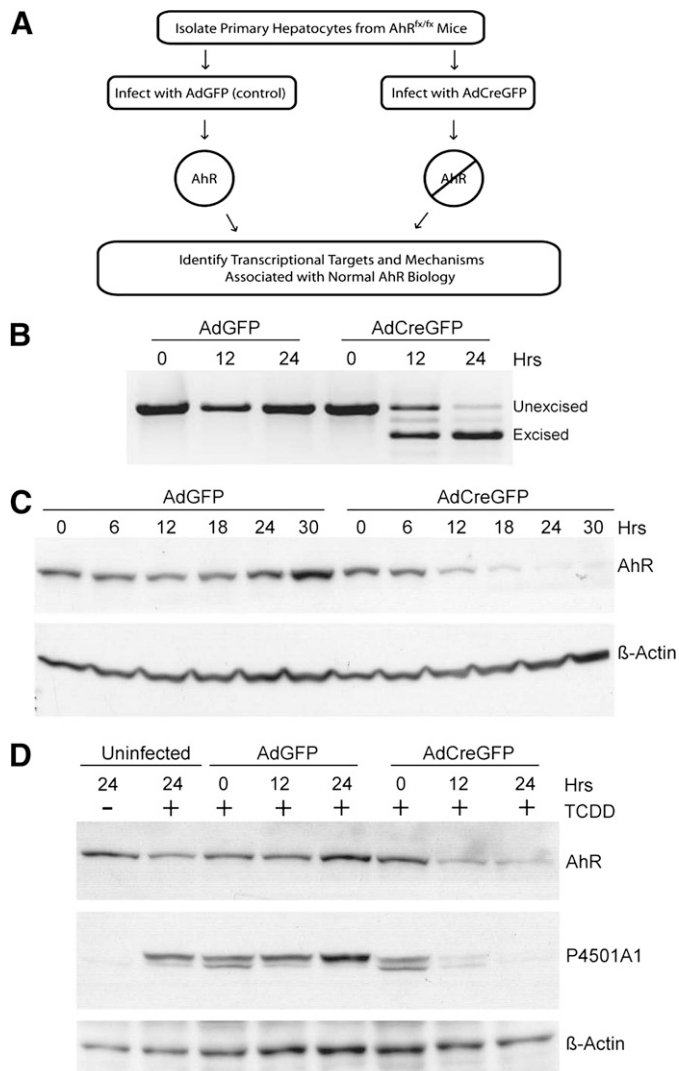 A
Isolate Primary Hepatocytes from AhRfx/fx Mice
Infect with AdGFP (control)
Infect with AdCreGFP
AhR
AhR
Identify Transcriptional Targets and Mechanisms
Associated with Normal AhR Biology
B
AdGFP AdCreGFP
0 12 24 0 12 24 Hrs
Unexcised
Excised
C
AdGFP AdCreGFP
0 6 12 18 24 30 0 6 12 18 24 30 Hrs
AhR
ß-Actin
D
Uninfected AdGFP AdCreGFP
24 24 0 12 24 0 12 24 Hrs
- + + + + + + + TCDD
AhR
P4501A1
ß-Actin